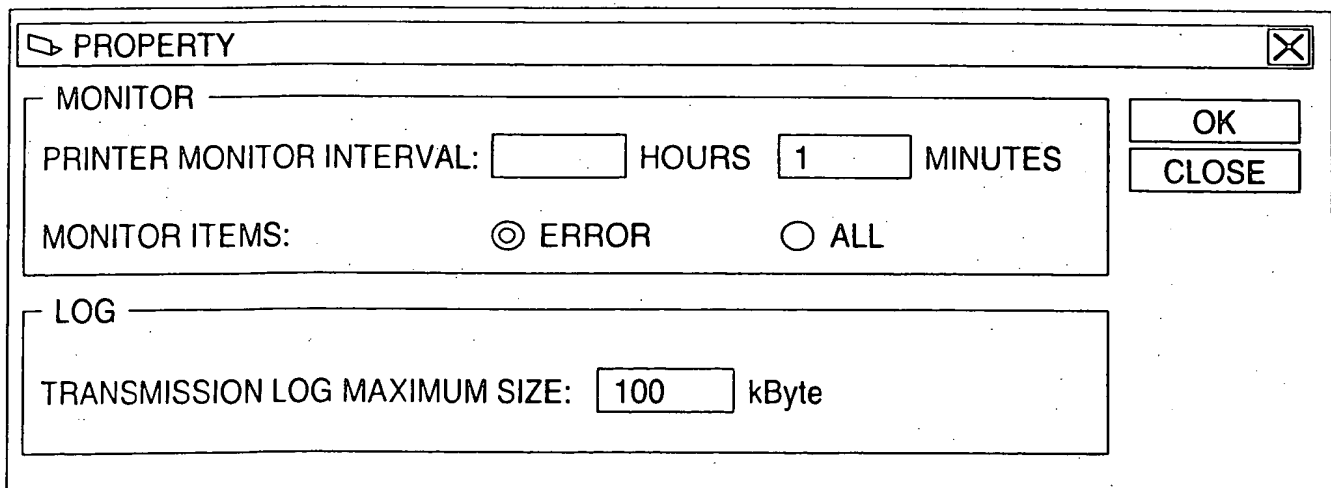 PROPERTY
MONITOR
PRINTER MONITOR INTERVAL: HOURS 1 MINUTES
MONITOR ITEMS: ERROR ALL
OK
CLOSE
LOG
TRANSMISSION LOG MAXIMUM SIZE: 100 kByte